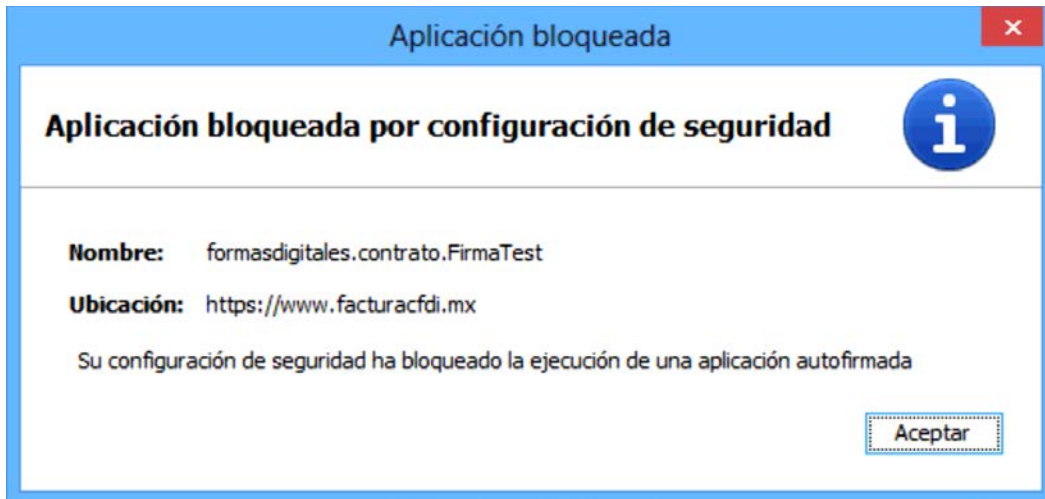 Aplicación bloqueada
Aplicación bloqueada por configuración de seguridad
Nombre: formasdigitales.contrato.FirmaTest
Ubicación: https://www.facturacfdi.mx
Su configuración de seguridad ha bloqueado la ejecución de una aplicación autofirmada
Aceptar